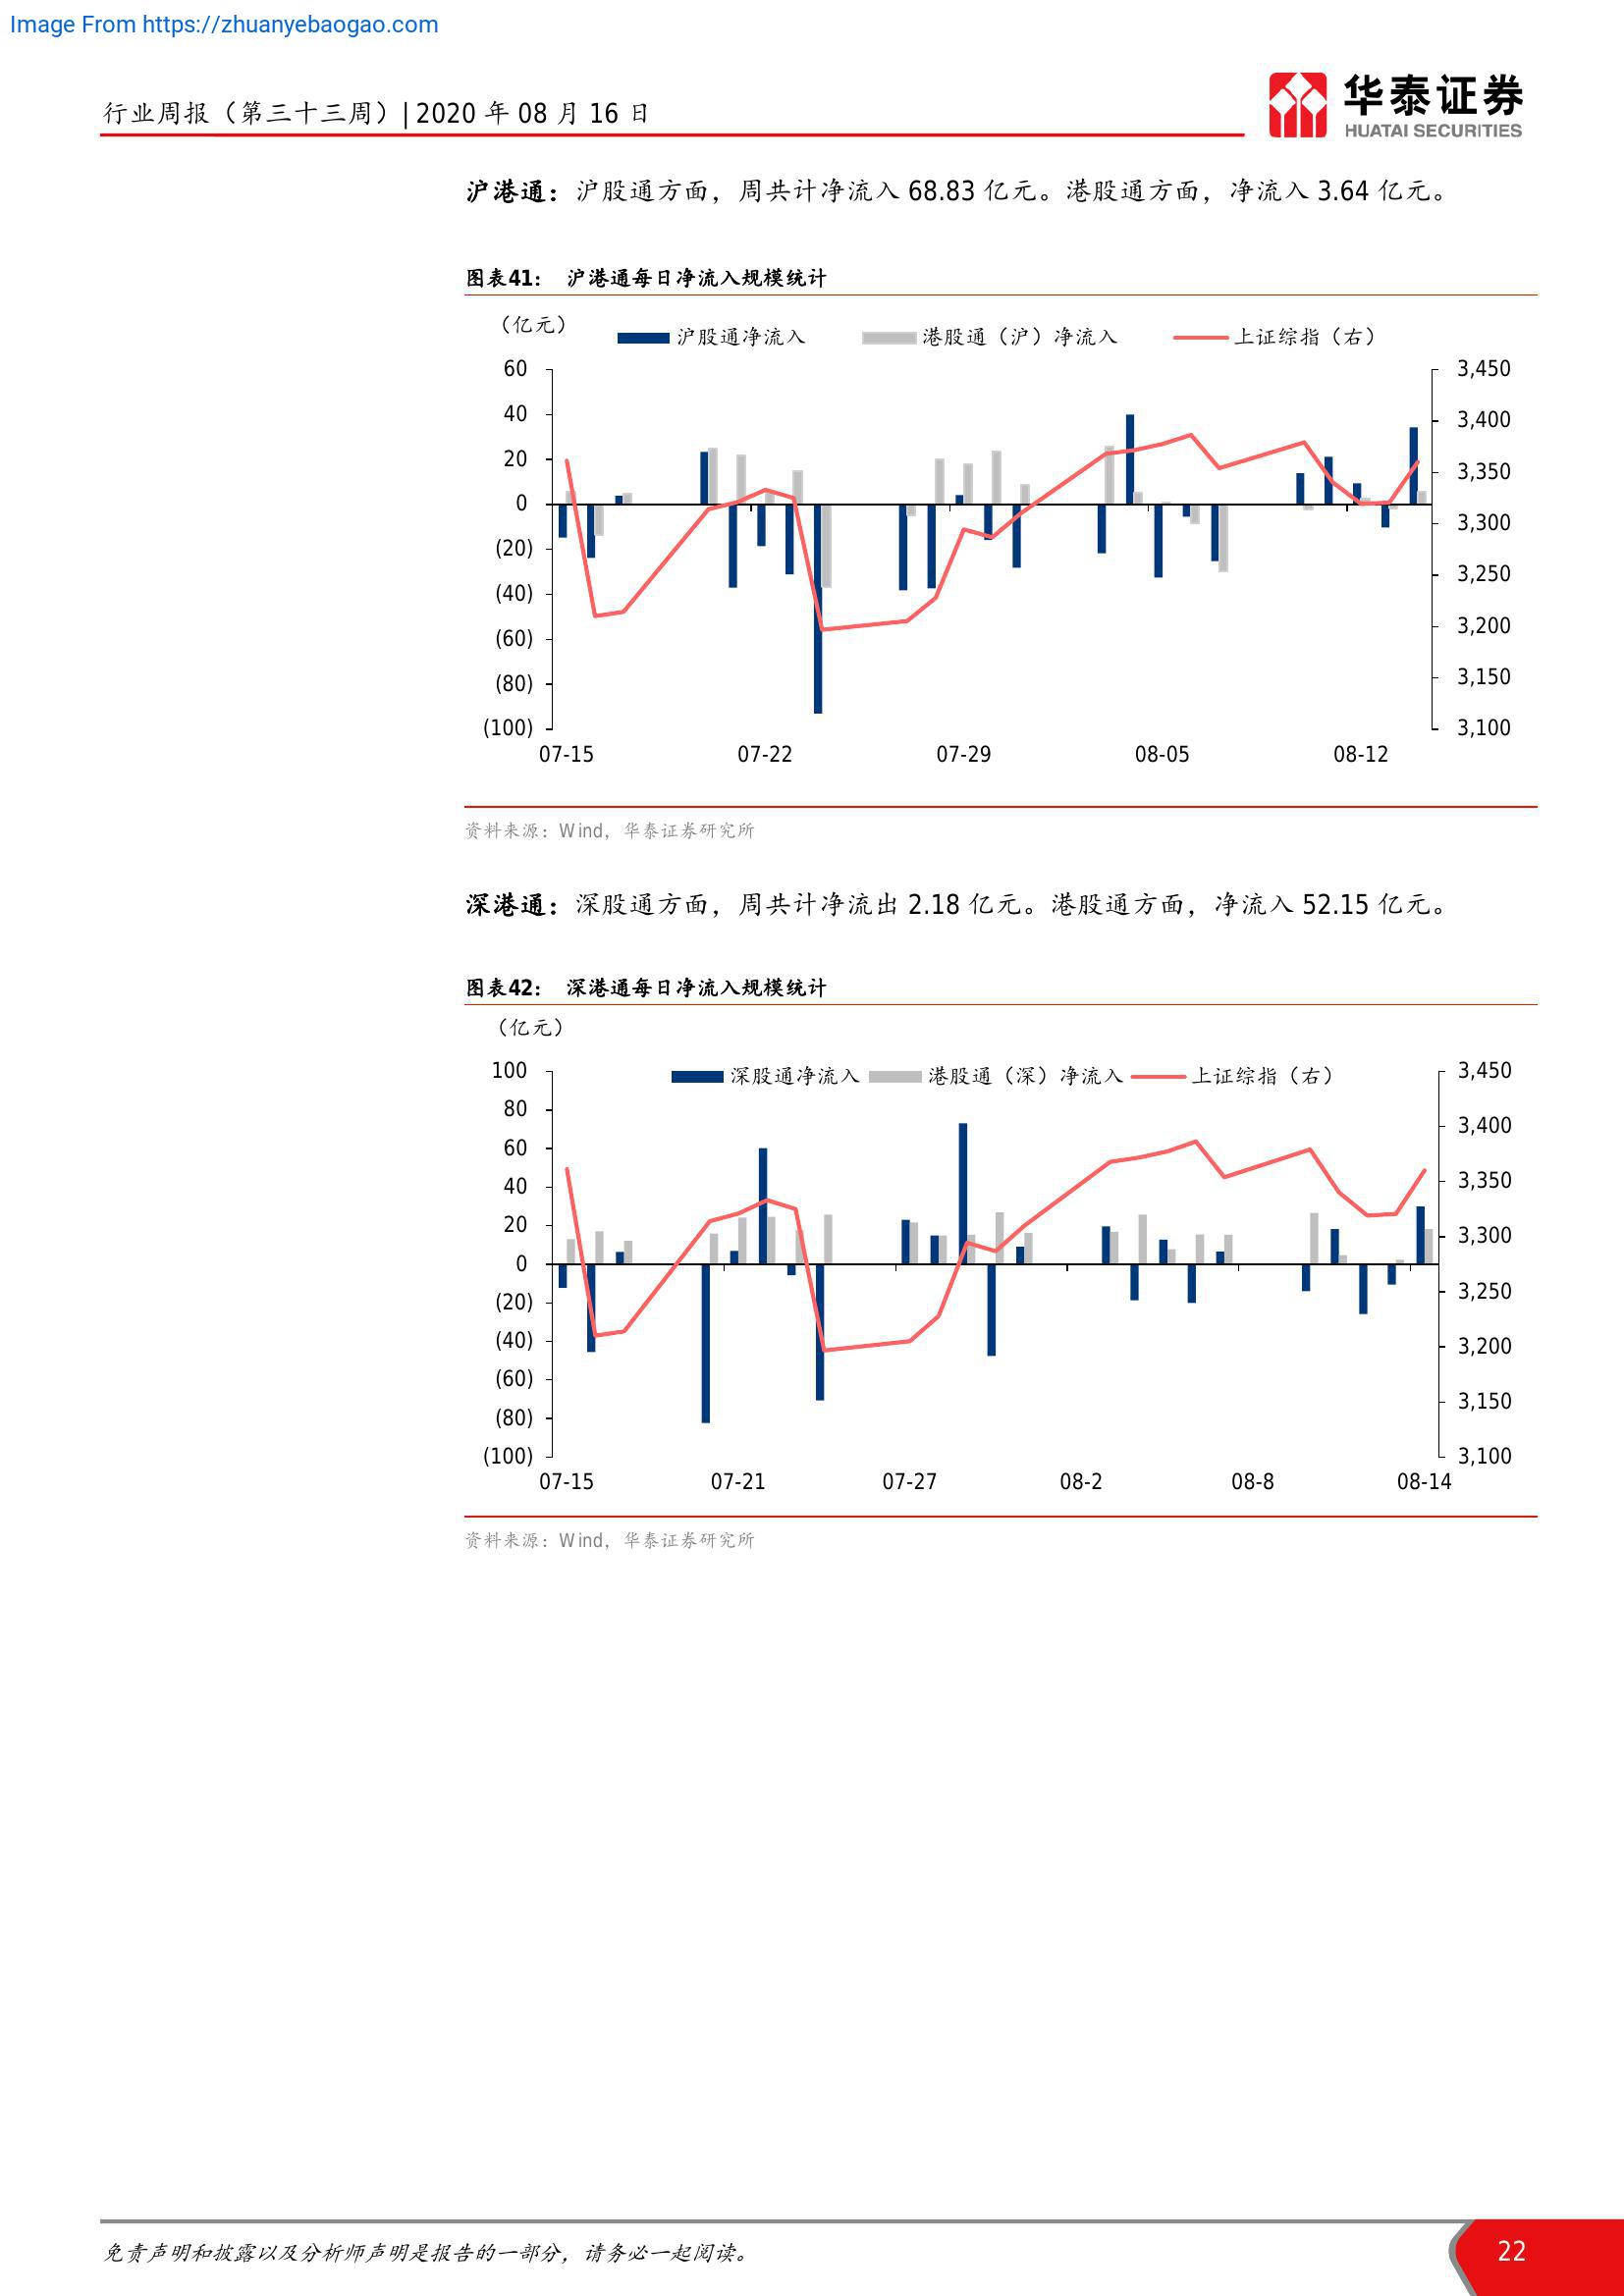 Image From https://zhuanyebaogao.com
行业周报（第三十三周）| 2020 年 08 月 16 日
华泰证券
HUATAI SECURITIES
沪港通：沪股通方面，周共计净流入 68.83 亿元。港股通方面，净流入 3.64 亿元。
图表41： 沪港通每日净流入规模统计
（亿元）
沪股通净流入 港股通（沪）净流入 上证综指（右）
60 3,450
40 3,400
20 3,350
0 3,300
(20) 3,250
(40) 3,200
(60) 3,150
(80) 3,100
(100)
07-15 07-22 07-29 08-05 08-12
资料来源：Wind，华泰证券研究所
深港通：深股通方面，周共计净流出 2.18 亿元。港股通方面，净流入 52.15 亿元。
图表42： 深港通每日净流入规模统计
（亿元）
深股通净流入 港股通（深）净流入 上证综指（右）
100 3,450
80 3,400
60 3,350
40 3,300
20 3,250
0 3,200
(20) 3,150
(40) 3,100
(60)
(80)
(100)
07-15 07-21 07-27 08-2 08-8 08-14
资料来源：Wind，华泰证券研究所
免责声明和披露以及分析师声明是报告的一部分，请务必一起阅读。
22